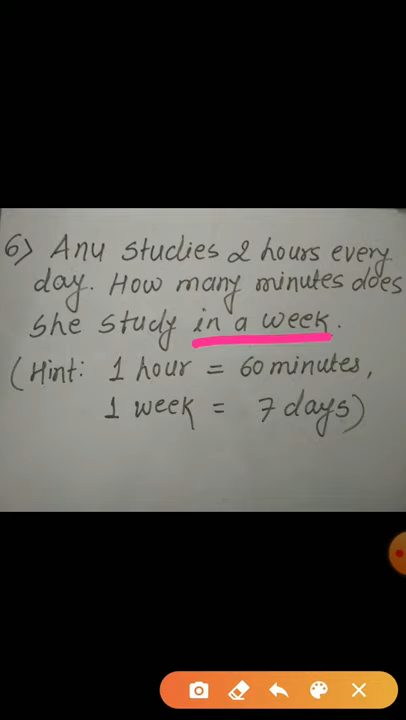 6) Anu studies 2 hours every
day. How many minutes does
she study in a week.
(Hint: 1 hour = 60 minutes,
1 week = 7 days)